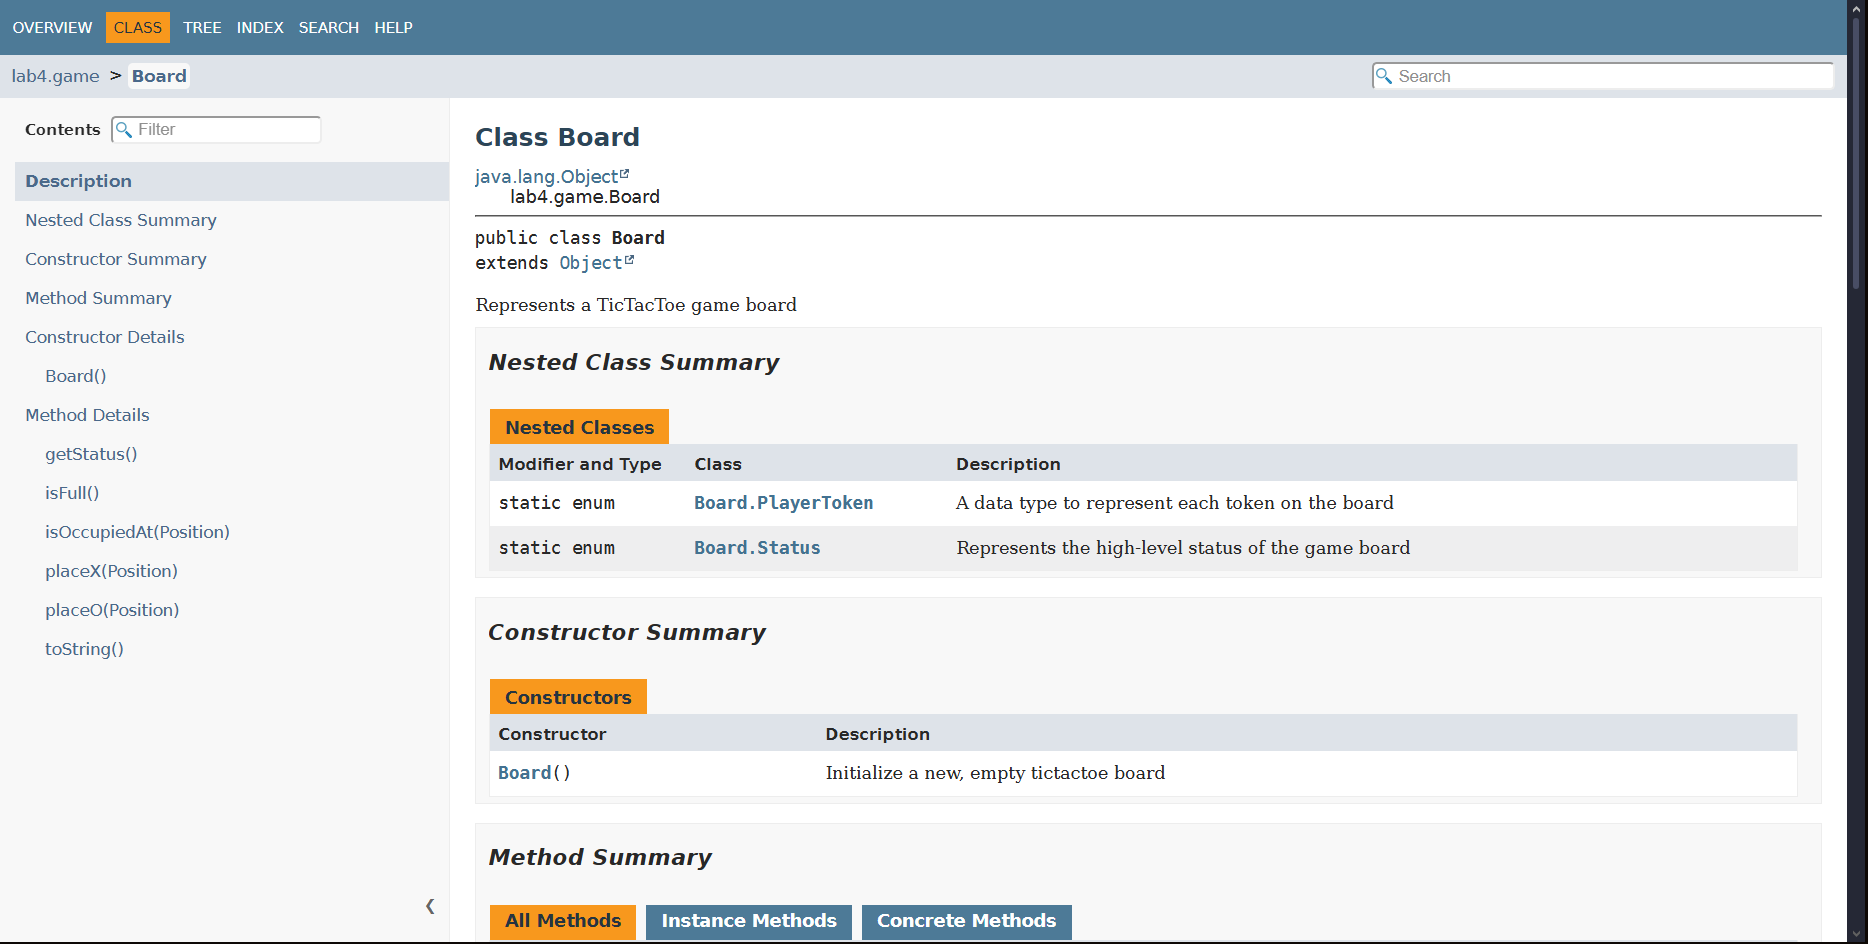 OVERVIEW CLASS TREE INDEX SEARCH HELP
lab4.game > Board
Search
Contents
Filter
Description
Nested Class Summary
Constructor Summary
Method Summary
Constructor Details
Board()
Method Details
getStatus()
isFull()
isOccupiedAt(Position)
placeX(Position)
placeO(Position)
toString()
Class Board
java.lang.Object
lab4.game.Board
public class Board
extends Object
Represents a TicTacToe game board
Nested Class Summary
Nested Classes
Modifier and Type Class Description
static enum Board.PlayerToken A data type to represent each token on the board
static enum Board.Status Represents the high-level status of the game board
Constructor Summary
Constructors
Constructor Description
Board() Initialize a new, empty tictactoe board
Method Summary
All Methods Instance Methods Concrete Methods